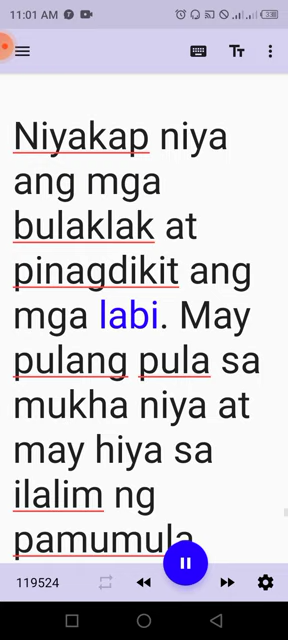 11:01 AM
Niyakap niya
ang mga
bulaklak at
pinagdikit ang
mga labi. May
pulang pula sa
mukha niya at
may hiya sa
ilalim ng
pamumula
119524